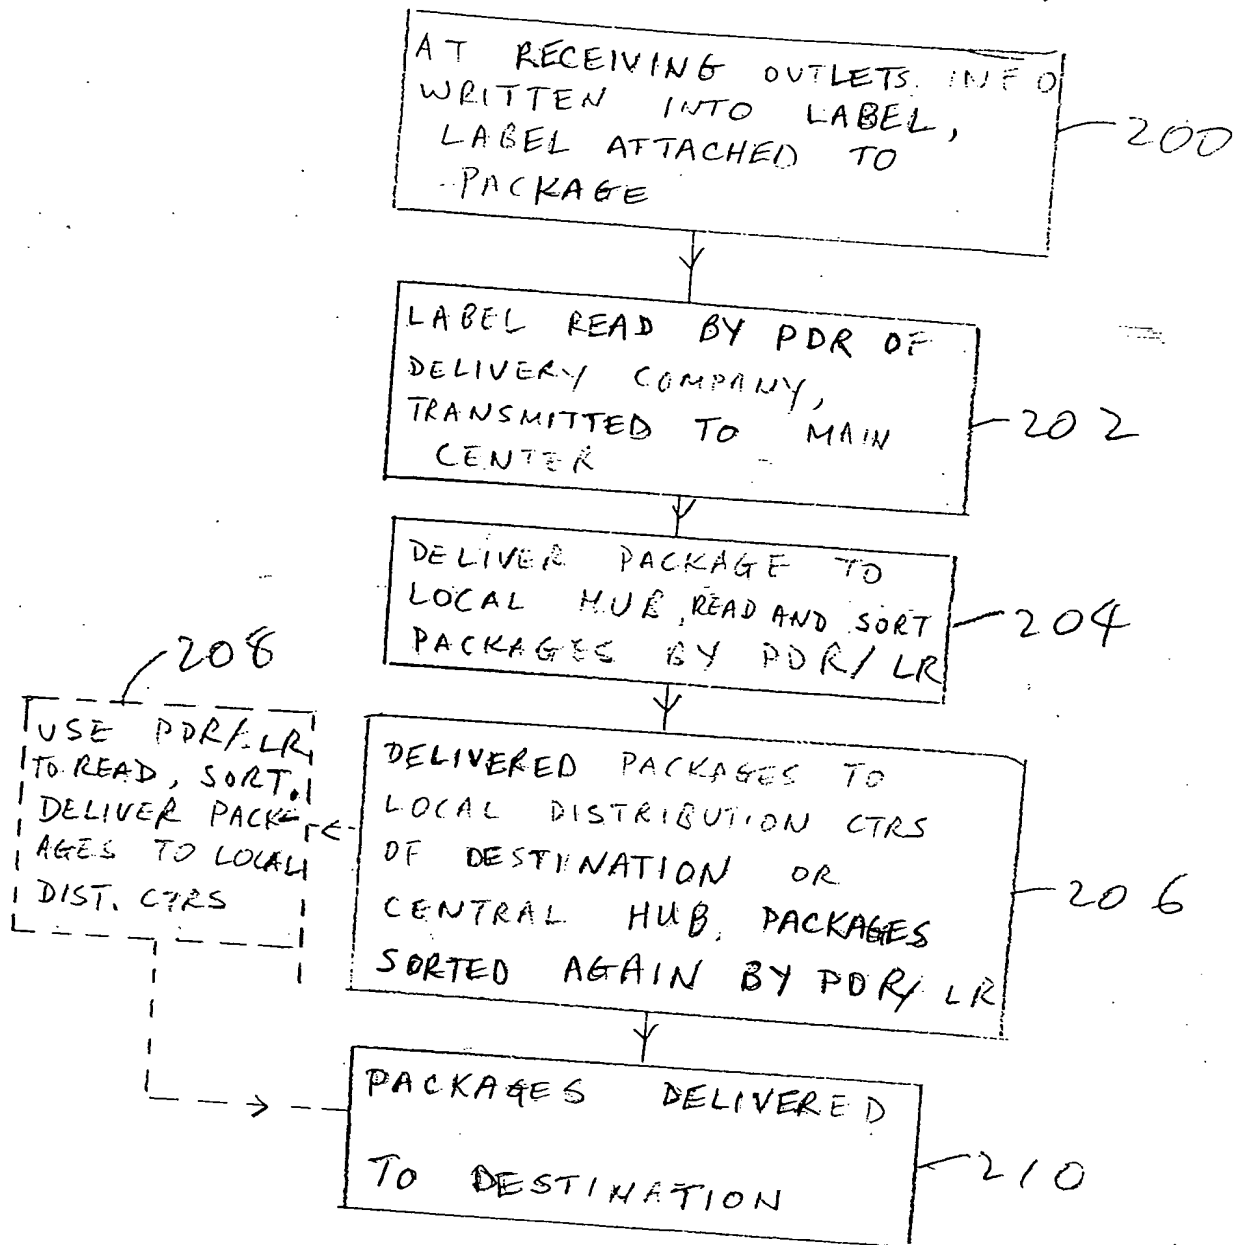 AT RECEIVING OUTLETS. INFO
WRITTEN INTO LABEL,
LABEL ATTACHED TO
PACKAGE
200
LABEL READ BY PDR OF
DELIVERY COMPANY,
TRANSMITTED TO MAIN
CENTER
202
DELIVER PACKAGE TO
LOCAL HUB, READ AND SORT
PACKAGES BY PDR/LR
204
208
USE PDR/LR
TO READ, SORT.
DELIVER PACK-
AGES TO LOCAL
DIST. CTRS
DELIVERED PACKAGES TO
LOCAL DISTRIBUTION CTRS
OF DESTINATION OR
CENTRAL HUB. PACKAGES
SORTED AGAIN BY PDR/LR
206
PACKAGES DELIVERED
TO DESTINATION
210